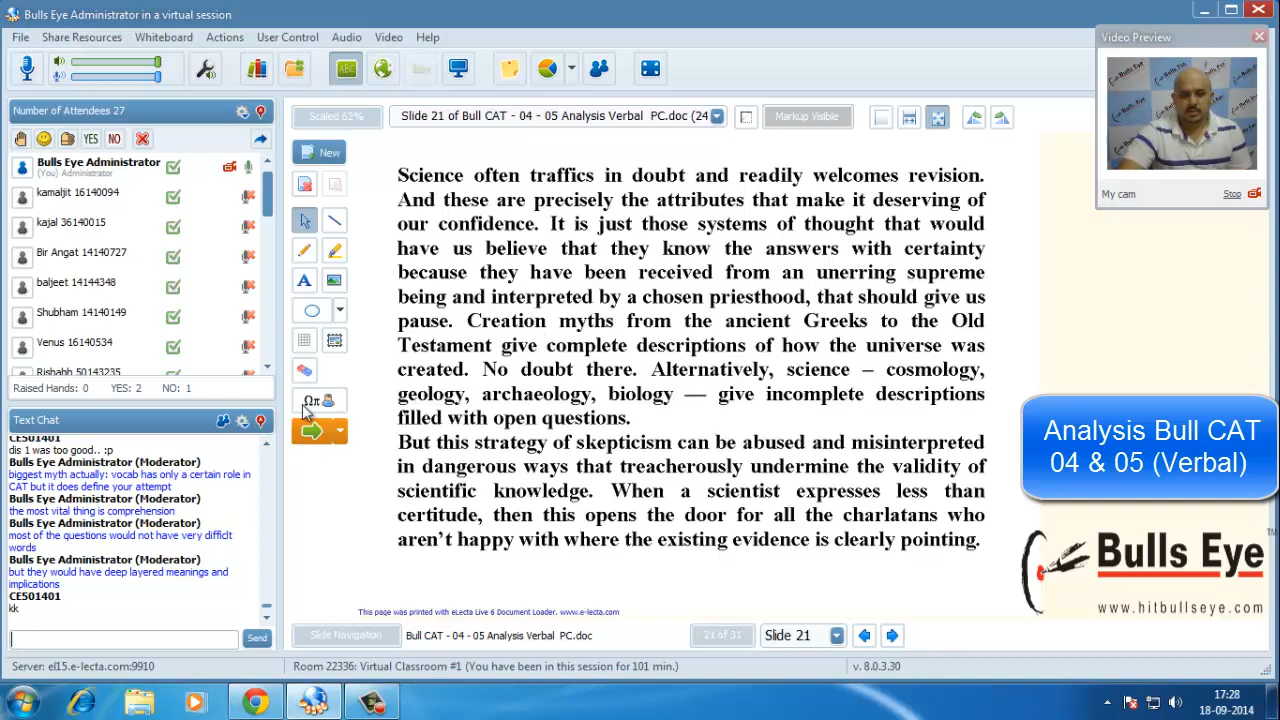 Bulls Eye Administrator in a virtual session
File Share Resources Whiteboard Actions User Control Audio Video Help
Number of Attendees 27
YES NO
Bulls Eye Administrator
(You) Administrator
kamaljit 16140094
kajal 36140015
Bir Angat 14140727
baljeet 14144348
Shubham 14140149
Venus 16140534
Rishabh 50143235
Raised Hands: 0 YES: 2 NO: 1
Text Chat
CE501401
dis 1 was too good.. :p
Bulls Eye Administrator (Moderator)
biggest myth actually: vocab has only a certain role in
CAT but it does define your attempt
Bulls Eye Administrator (Moderator)
the most vital thing is comprehension
Bulls Eye Administrator (Moderator)
most of the questions would not have very difficlt
words
Bulls Eye Administrator (Moderator)
but they would have deep layered meanings and
implications
CE501401
kk
Send
Scaled 62%
Slide 21 of Bull CAT - 04 - 05 Analysis Verbal PC.doc (24
Markup Visible
New
ABC
A
Ωπ
Science often traffics in doubt and readily welcomes revision.
And these are precisely the attributes that make it deserving of
our confidence. It is just those systems of thought that would
have us believe that they know the answers with certainty
because they have been received from an unerring supreme
being and interpreted by a chosen priesthood, that should give us
pause. Creation myths from the ancient Greeks to the Old
Testament give complete descriptions of how the universe was
created. No doubt there. Alternatively, science – cosmology,
geology, archaeology, biology — give incomplete descriptions
filled with open questions.
But this strategy of skepticism can be abused and misinterpreted
in dangerous ways that treacherously undermine the validity of
scientific knowledge. When a scientist expresses less than
certitude, then this opens the door for all the charlatans who
aren't happy with where the existing evidence is clearly pointing.
This page was printed with eLecta Live 6 Document Loader. www.e-lecta.com
Slide Navigation
Bull CAT - 04 - 05 Analysis Verbal PC.doc
21 of 31
Slide 21
Video Preview
Bulls Eye
My cam
Stop
Analysis Bull CAT
04 & 05 (Verbal)
Bulls Eye
TM
www.hitbullseye.com
Server: el15.e-lecta.com:9910
Room 22336: Virtual Classroom #1 (You have been in this session for 101 min.)
v. 8.0.3.30
17:28
18-09-2014